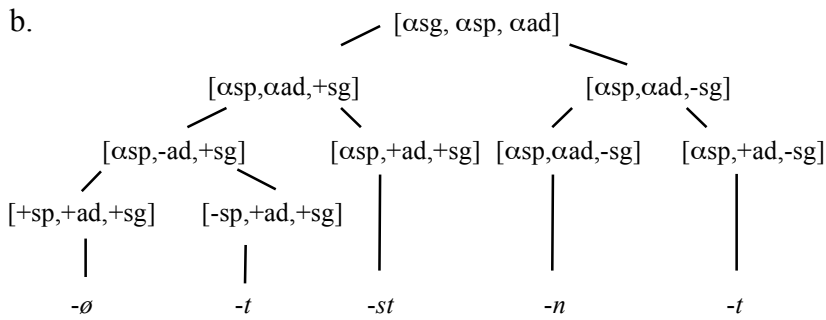 b.
[αsg, αsp, αad]
[αsp,αad,+sg] [αsp,αad,-sg]
[αsp,-ad,+sg] [αsp,+ad,+sg] [αsp,αad,-sg] [αsp,+ad,-sg]
[+sp,+ad,+sg] [-sp,+ad,+sg]
-ø -t -st -n -t